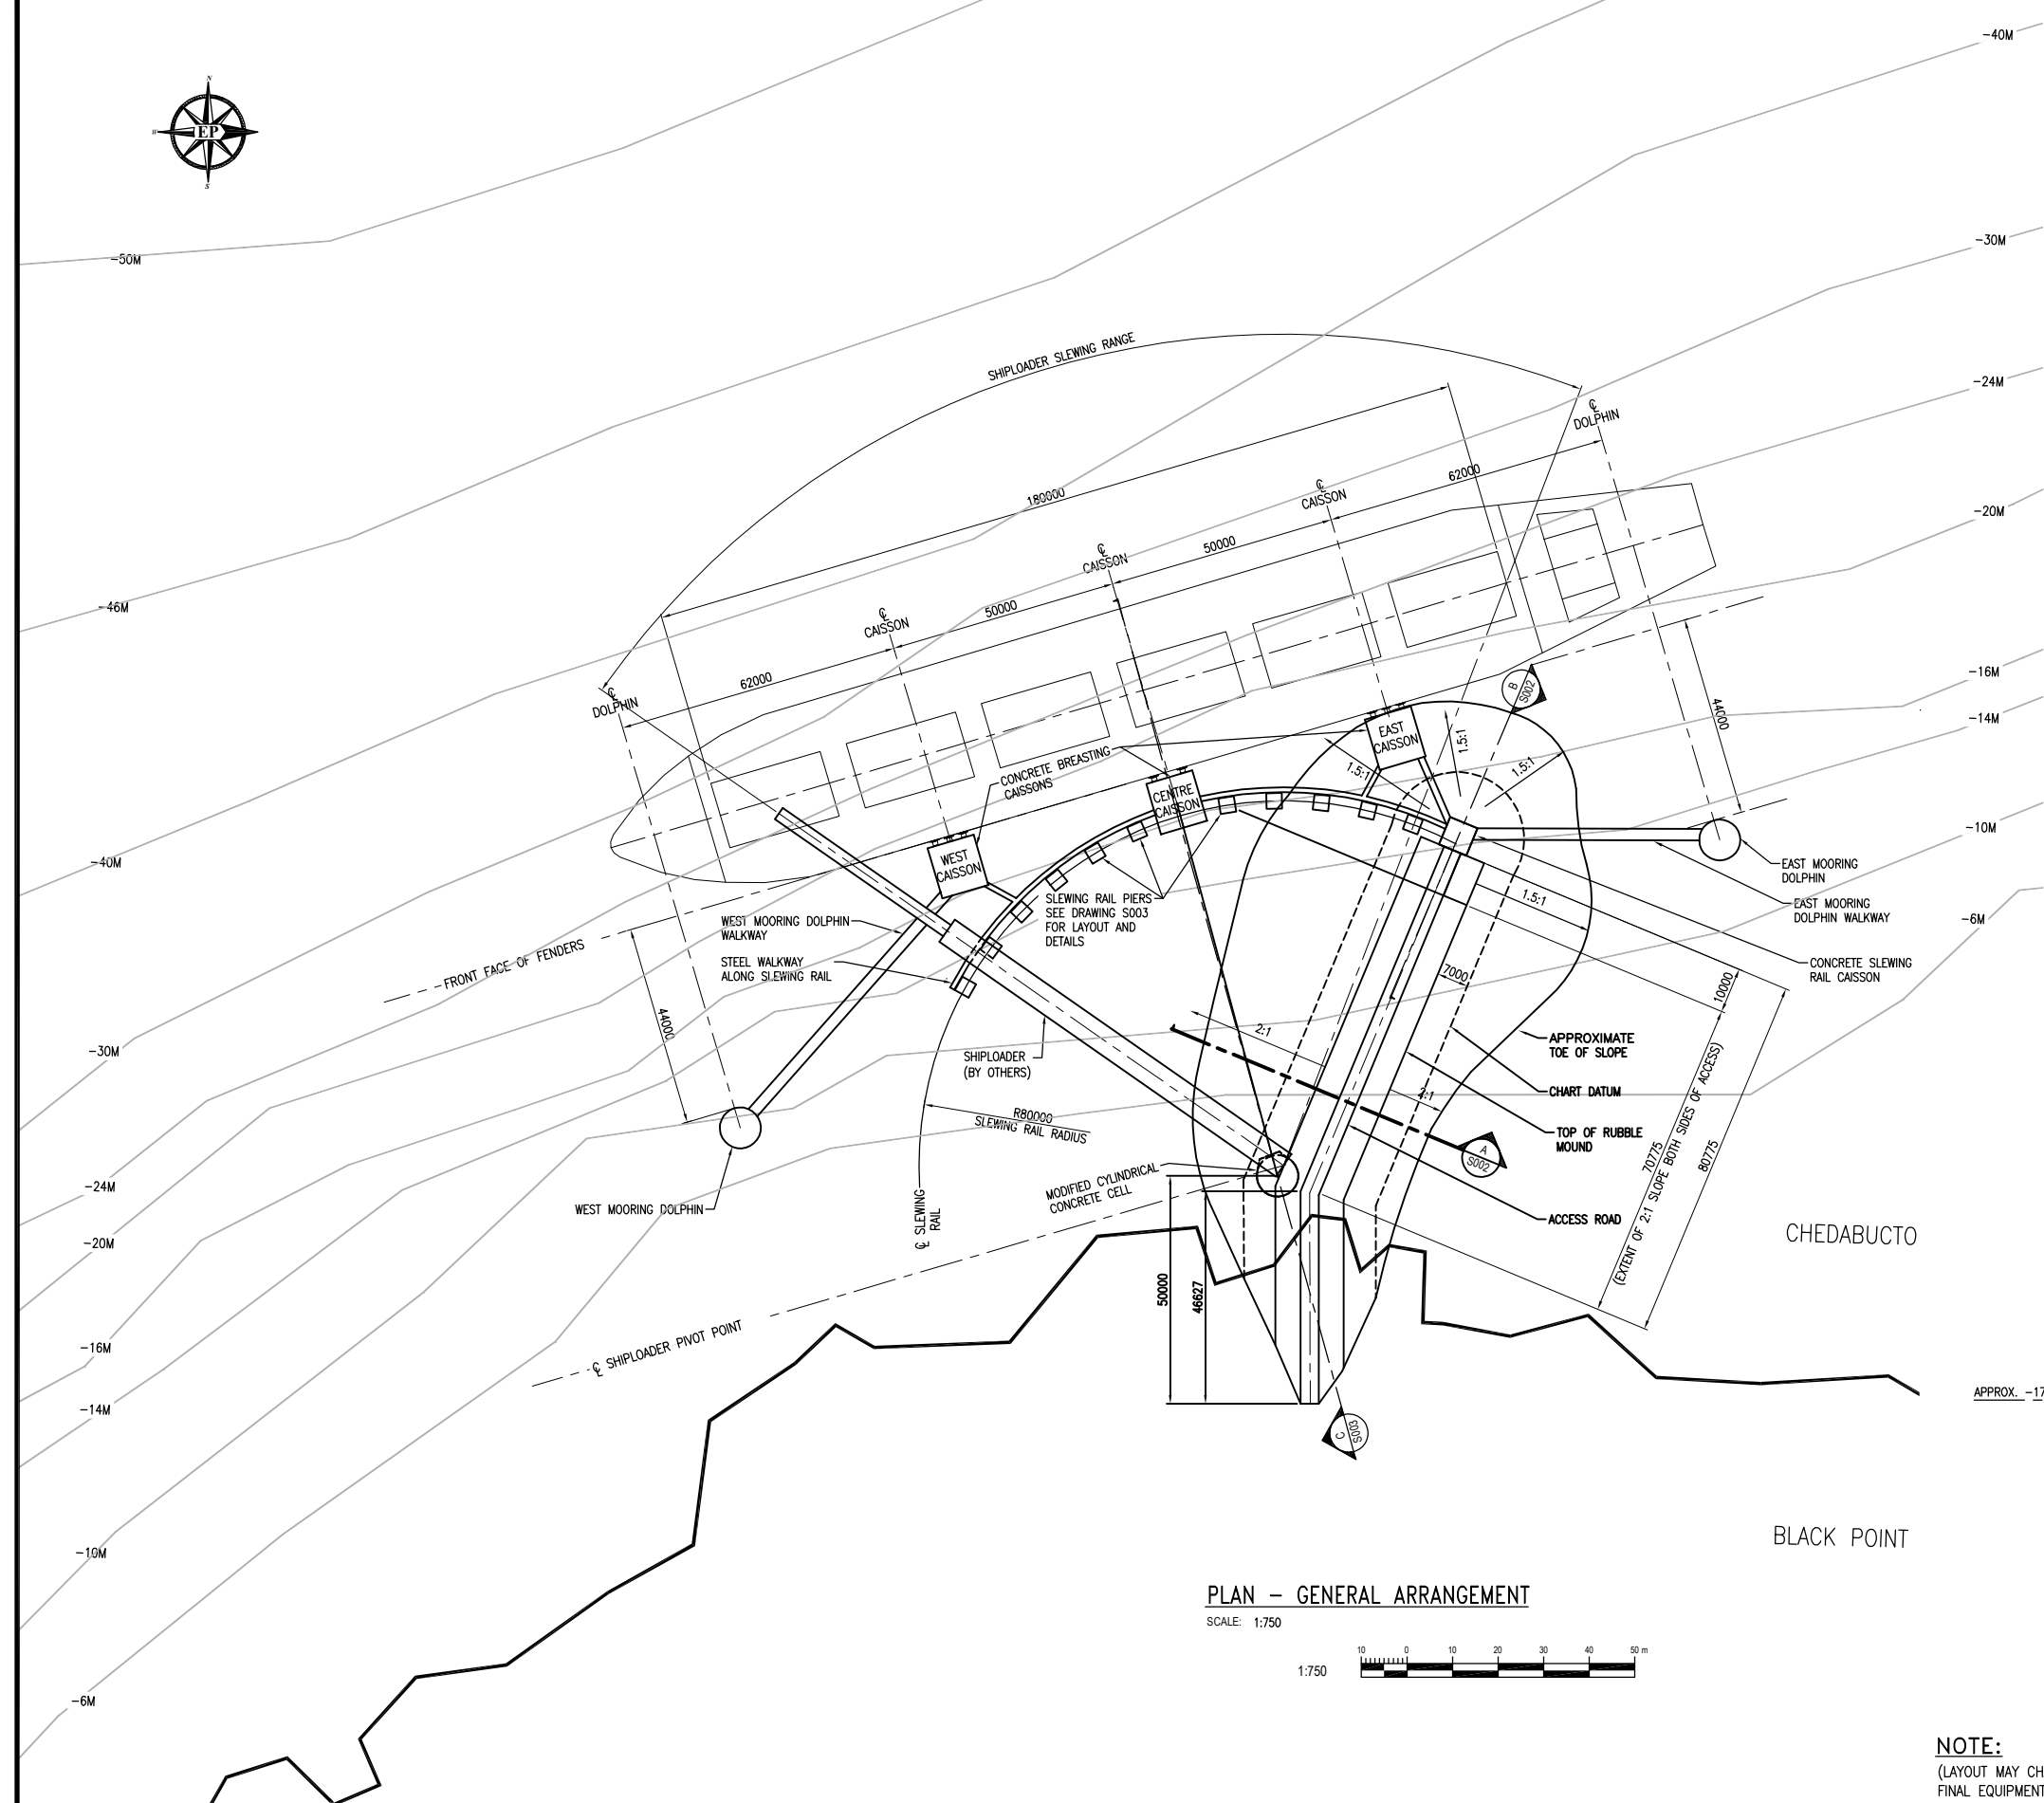 -40M
N
W
EP
S
-50M
-30M
SHIPLOADER SLEWING RANGE
-24M
℄
DOLPHIN
62000
180000
℄
CAISSON
-20M
50000
℄
CAISSON
-46M
50000
℄
CAISSON
62000
℄
DOLPHIN
-16M
B
S002
44000
-14M
EAST
CAISSON
1.5:1
1.5:1
1.5:1
CONCRETE BREASTING
CAISSONS
CENTRE
CAISSON
-10M
-40M
WEST
CAISSON
EAST MOORING
DOLPHIN
1.5:1
EAST MOORING
DOLPHIN WALKWAY
-6M
SLEWING RAIL PIERS
SEE DRAWING S003
FOR LAYOUT AND
DETAILS
WEST MOORING DOLPHIN
WALKWAY
FRONT FACE OF FENDERS
STEEL WALKWAY
ALONG SLEWING RAIL
CONCRETE SLEWING
RAIL CAISSON
7000
10000
44000
2:1
APPROXIMATE
TOE OF SLOPE
-30M
SHIPLOADER
(BY OTHERS)
CHART DATUM
2:1
R80000
SLEWING RAIL RADIUS
TOP OF RUBBLE
MOUND
A
S002
70775
(EXTENT OF 2:1 SLOPE BOTH SIDES OF ACCESS)
80775
MODIFIED CYLINDRICAL
CONCRETE CELL
-24M
WEST MOORING DOLPHIN
℄ SLEWING
RAIL
ACCESS ROAD
-20M
CHEDABUCTO
50000
46627
℄ SHIPLOADER PIVOT POINT
-16M
APPROX. -17
-14M
C
S003
BLACK POINT
-10M
PLAN - GENERAL ARRANGEMENT
SCALE: 1:750
10 0 10 20 30 40 50 m
1:750
-6M
NOTE:
(LAYOUT MAY CH
FINAL EQUIPMENT